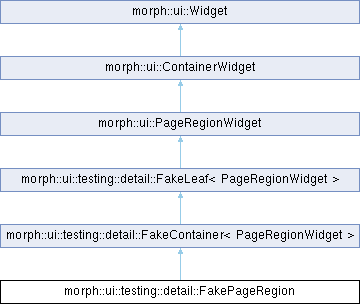 morph::ui::Widget
morph::ui::ContainerWidget
morph::ui::PageRegionWidget
morph::ui::testing::detail::FakeLeaf< PageRegionWidget >
morph::ui::testing::detail::FakeContainer< PageRegionWidget >
morph::ui::testing::detail::FakePageRegion